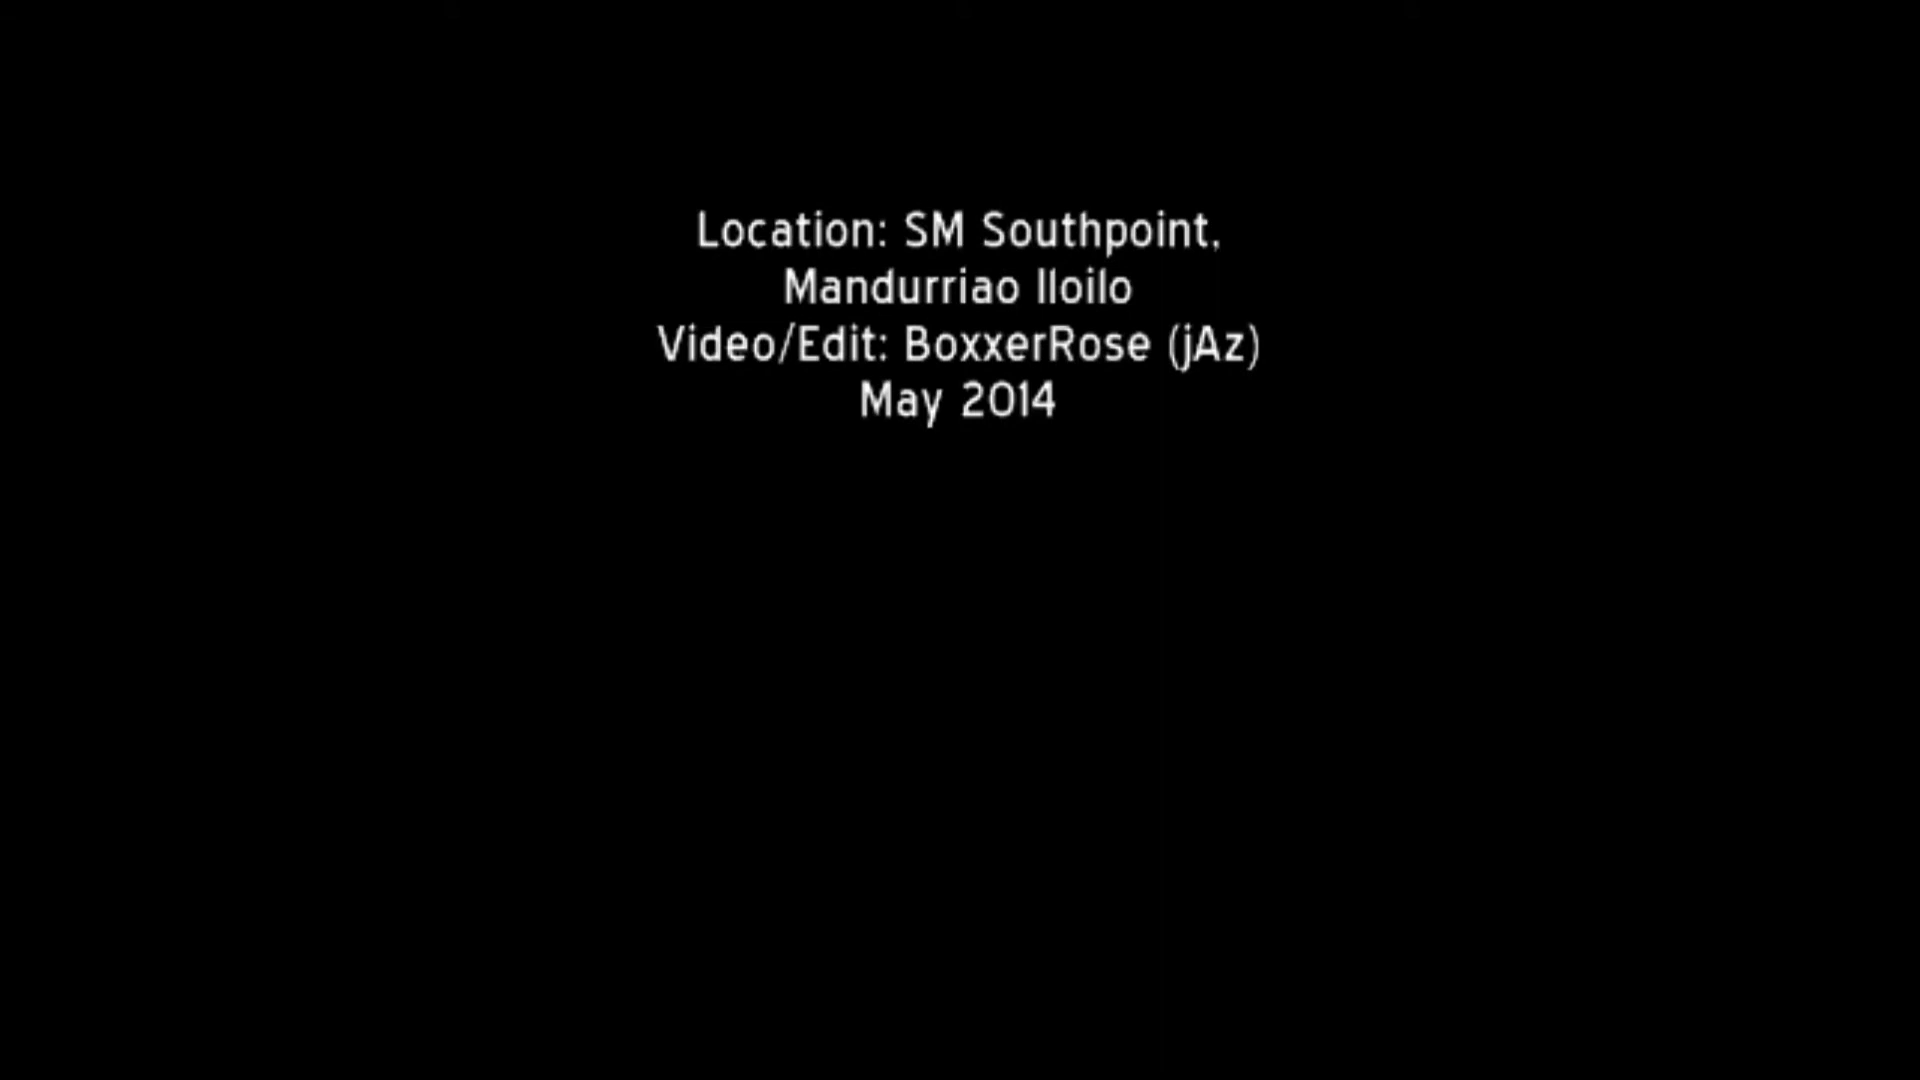 Location: SM Southpoint,
Mandurriao Iloilo
Video/Edit: BoxxerRose (jAz)
May 2014